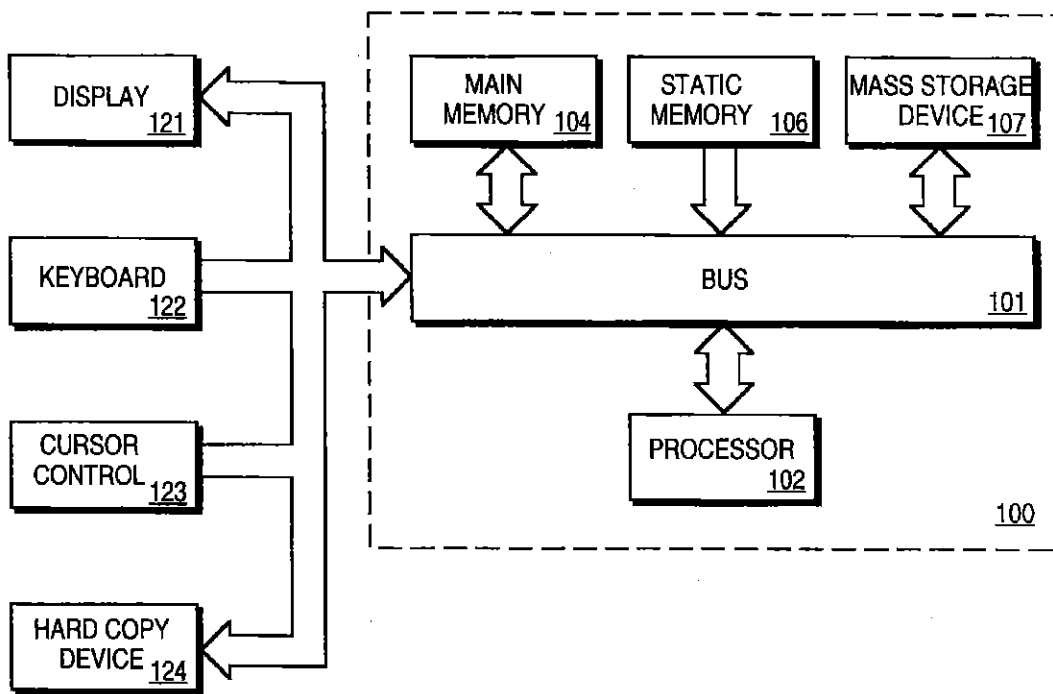 DISPLAY
121
KEYBOARD
122
CURSOR
CONTROL
123
HARD COPY
DEVICE
124
MAIN
MEMORY
104
STATIC
MEMORY
106
MASS STORAGE
DEVICE
107
BUS
101
PROCESSOR
102
100